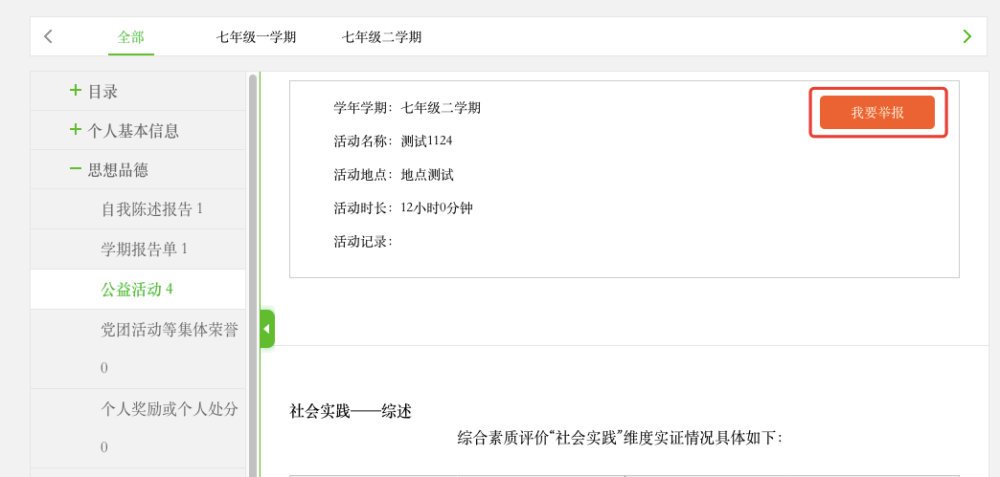 全部 七年级一学期 七年级二学期
目录
个人基本信息
思想品德
自我陈述报告 1
学期报告单 1
公益活动 4
党团活动等集体荣誉
0
个人奖励或个人处分
0
学年学期：七年级二学期
我要举报
活动名称：测试1124
活动地点：地点测试
活动时长：12小时0分钟
活动记录：
社会实践——综述
综合素质评价“社会实践”维度实证情况具体如下：